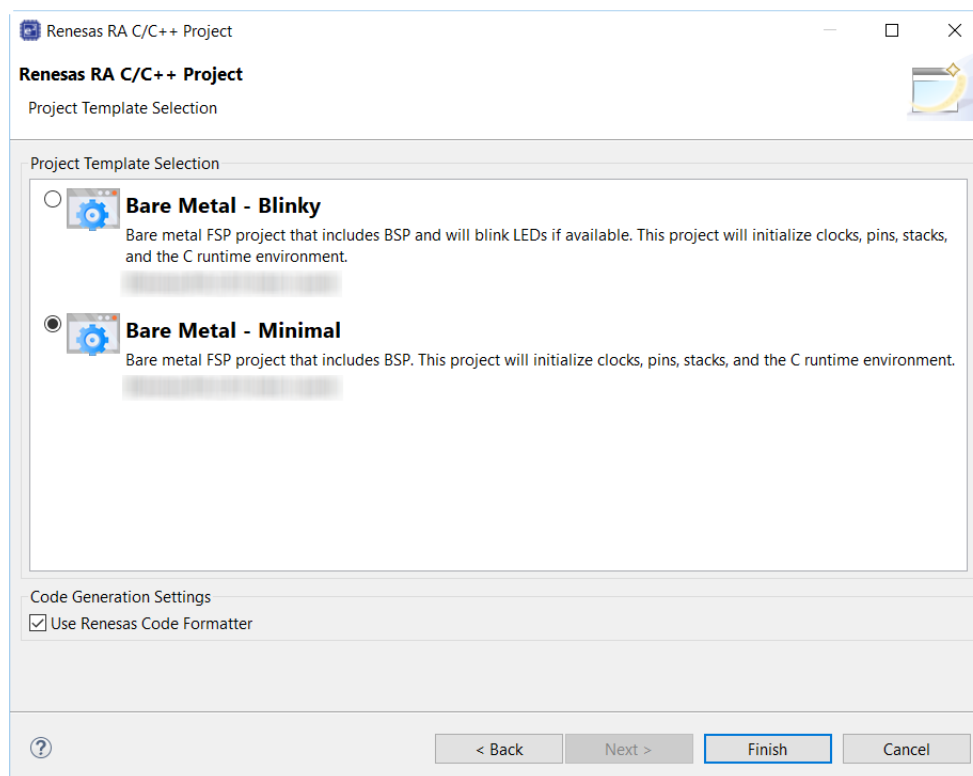 Renesas RA C/C++ Project
Renesas RA C/C++ Project
Project Template Selection
Project Template Selection
Bare Metal - Blinky
Bare metal FSP project that includes BSP and will blink LEDs if available. This project will initialize clocks, pins, stacks,
and the C runtime environment.
Bare Metal - Minimal
Bare metal FSP project that includes BSP. This project will initialize clocks, pins, stacks, and the C runtime environment.
Code Generation Settings
Use Renesas Code Formatter
? < Back Next > Finish Cancel